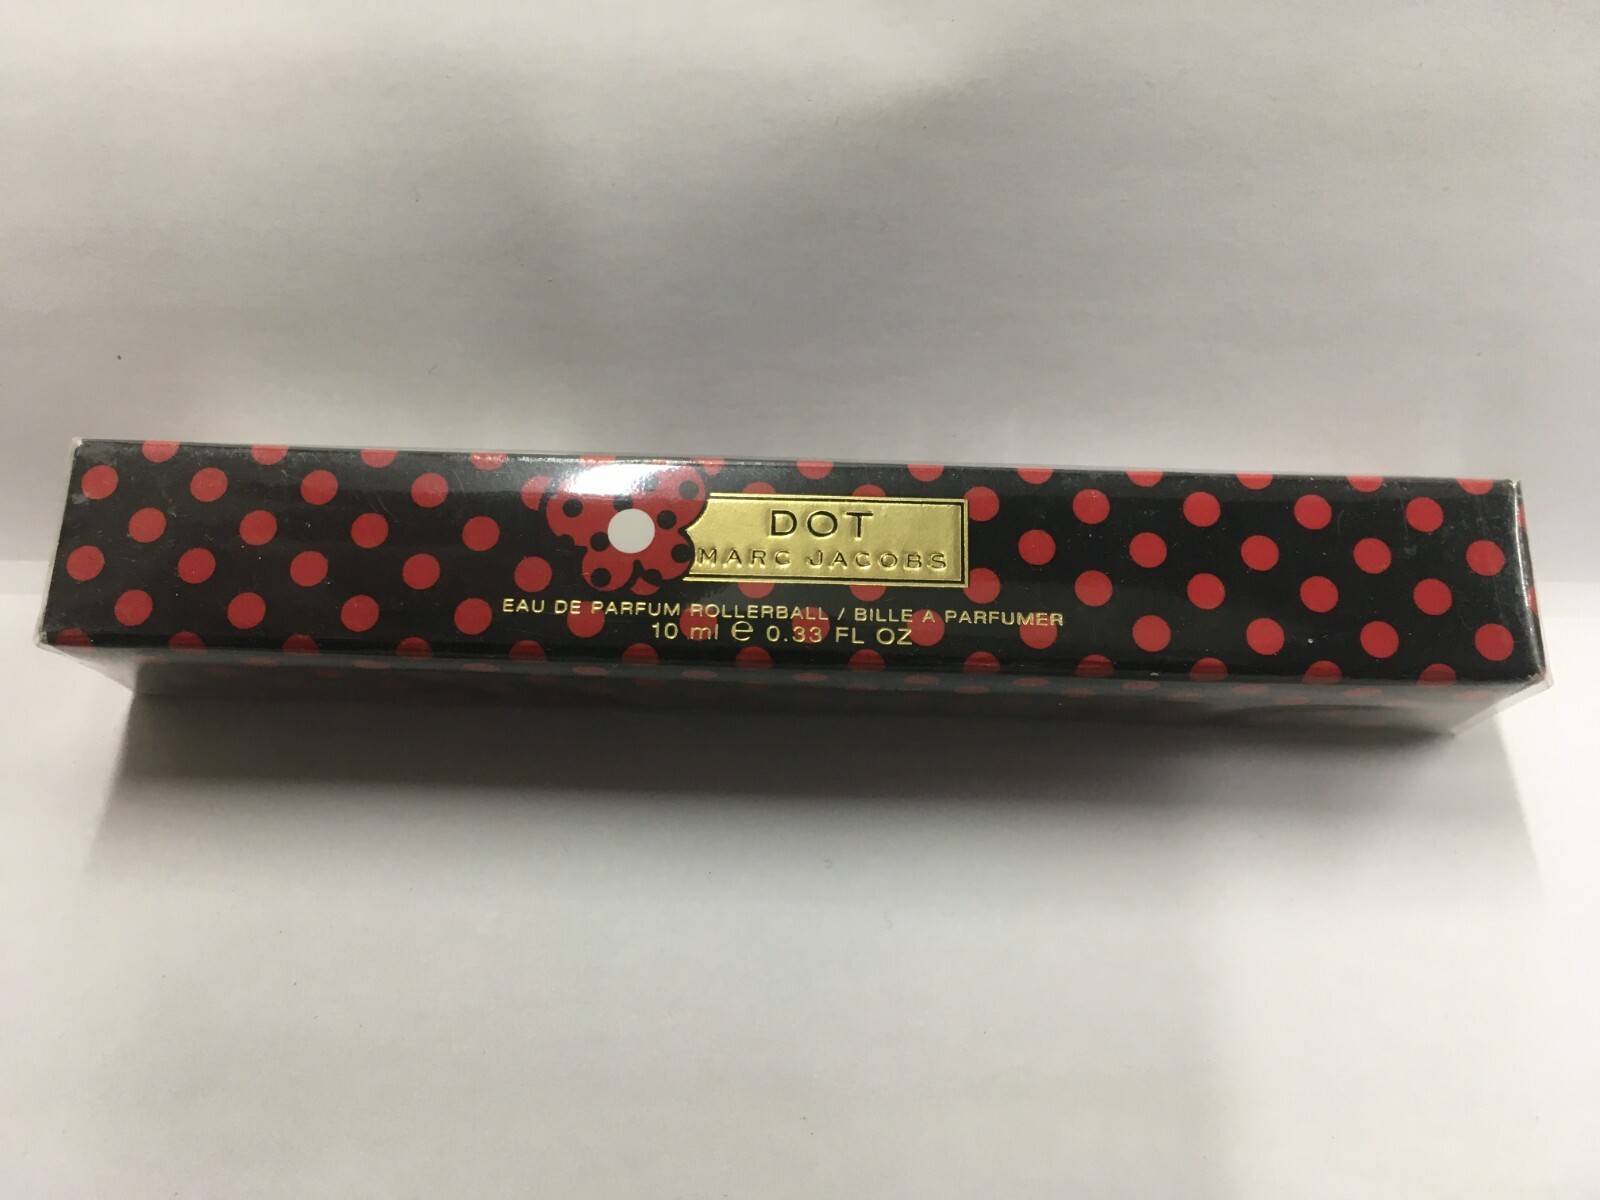 DOT
MARC JACOBS
EAU DE PARFUM ROLLERBALL / BILLE A PARFUMER
10 ml ℮ 0.33 FL OZ